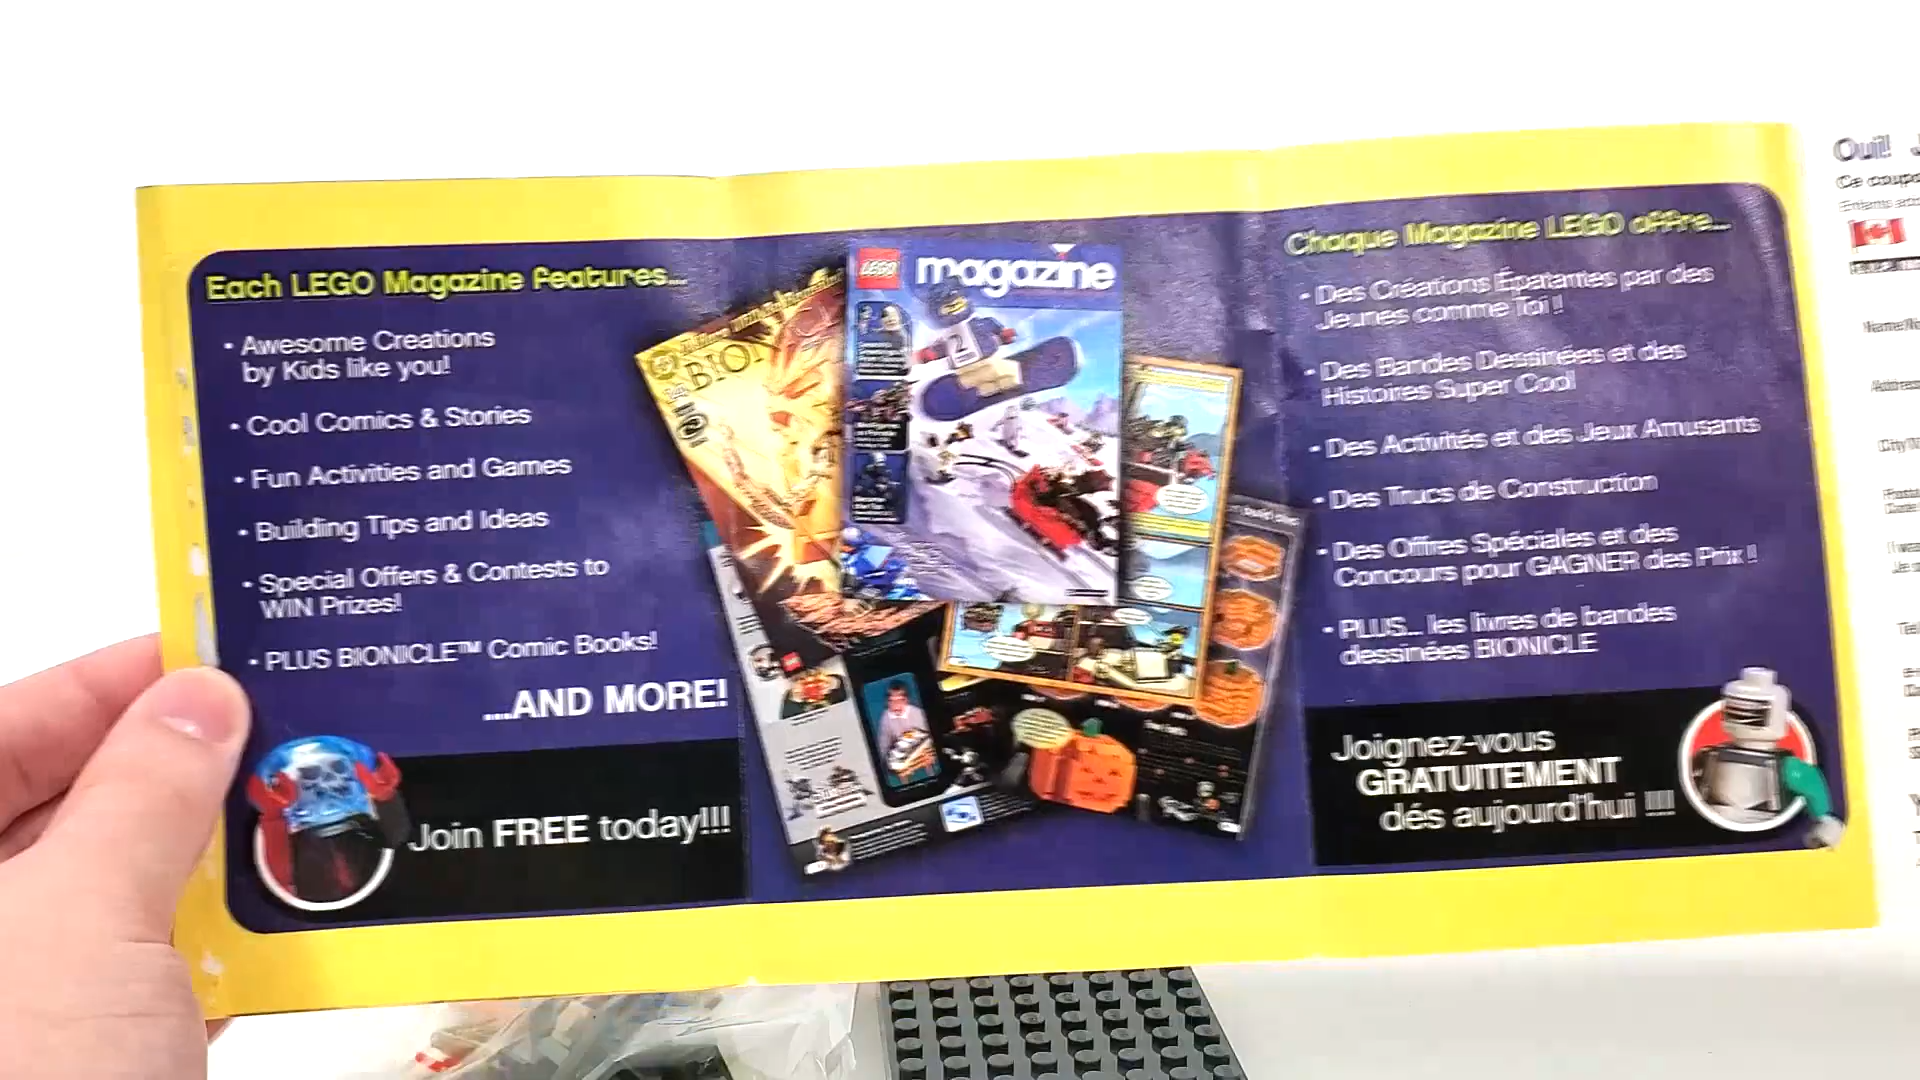 Each LEGO Magazine features...
• Awesome Creations
by Kids like you!
• Cool Comics & Stories
• Fun Activities and Games
• Building Tips and Ideas
• Special Offers & Contests to
WIN Prizes!
• PLUS BIONICLE™ Comic Books!
...AND MORE!
Join FREE today!!!
LEGO magazine
BION
2
Chaque Magazine LEGO offre...
• Des Créations Épatantes par des
Jeunes comme Toi !!
• Des Bandes Dessinées et des
Histoires Super Cool
• Des Activités et des Jeux Amusants
• Des Trucs de Construction
• Des Offres Spéciales et des
Concours pour GAGNER des Prix !!
• PLUS... les livres de bandes
dessinées BIONICLE
Joignez-vous
GRATUITEMENT
dés aujourd'hui !!!!
Oui! J
Ce coupo